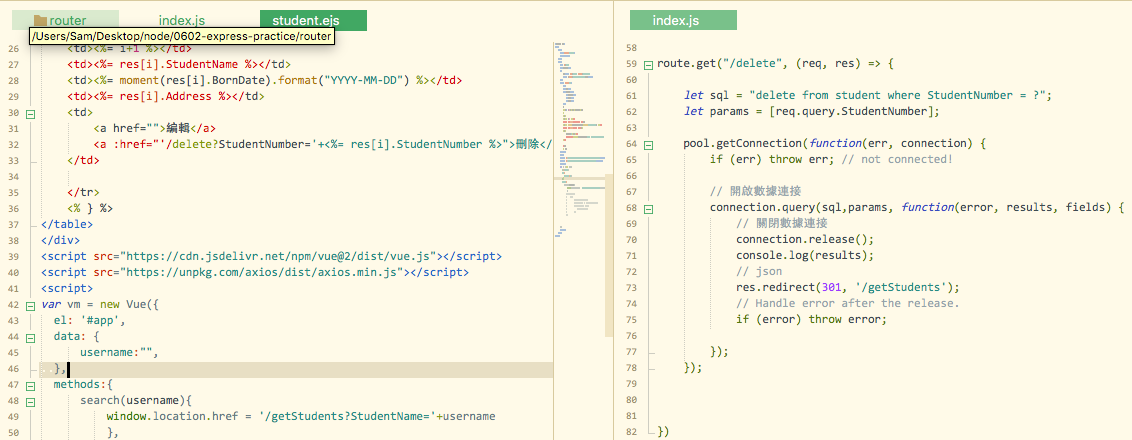 router
index.js
student.ejs
/Users/Sam/Desktop/node/0602-express-practice/router
26 <td><%= i+1 %></td>
27 <td><%= res[i].StudentName %></td>
28 <td><%= moment(res[i].BornDate).format("YYYY-MM-DD") %></td>
29 <td><%= res[i].Address %></td>
30 <td>
31 <a href="">編輯</a>
32 <a :href="'/delete?StudentNumber='+<%= res[i].StudentNumber %>">刪除</
33 </td>
34
35 </tr>
36 <% } %>
37 </table>
38 </div>
39 <script src="https://cdn.jsdelivr.net/npm/vue@2/dist/vue.js"></script>
40 <script src="https://unpkg.com/axios/dist/axios.min.js"></script>
41 <script>
42 var vm = new Vue({
43 el: '#app',
44 data: {
45 username:"",
46 },
47 methods:{
48 search(username){
49 window.location.href = '/getStudents?StudentName='+username
50 },
index.js
58
59 route.get("/delete", (req, res) => {
60
61 let sql = "delete from student where StudentNumber = ?";
62 let params = [req.query.StudentNumber];
63
64 pool.getConnection(function(err, connection) {
65 if (err) throw err; // not connected!
66
67 // 開啟數據連接
68 connection.query(sql,params, function(error, results, fields) {
69 // 關閉數據連接
70 connection.release();
71 console.log(results);
72 // json
73 res.redirect(301, '/getStudents');
74 // Handle error after the release.
75 if (error) throw error;
76
77 });
78 });
79
80
81
82 })